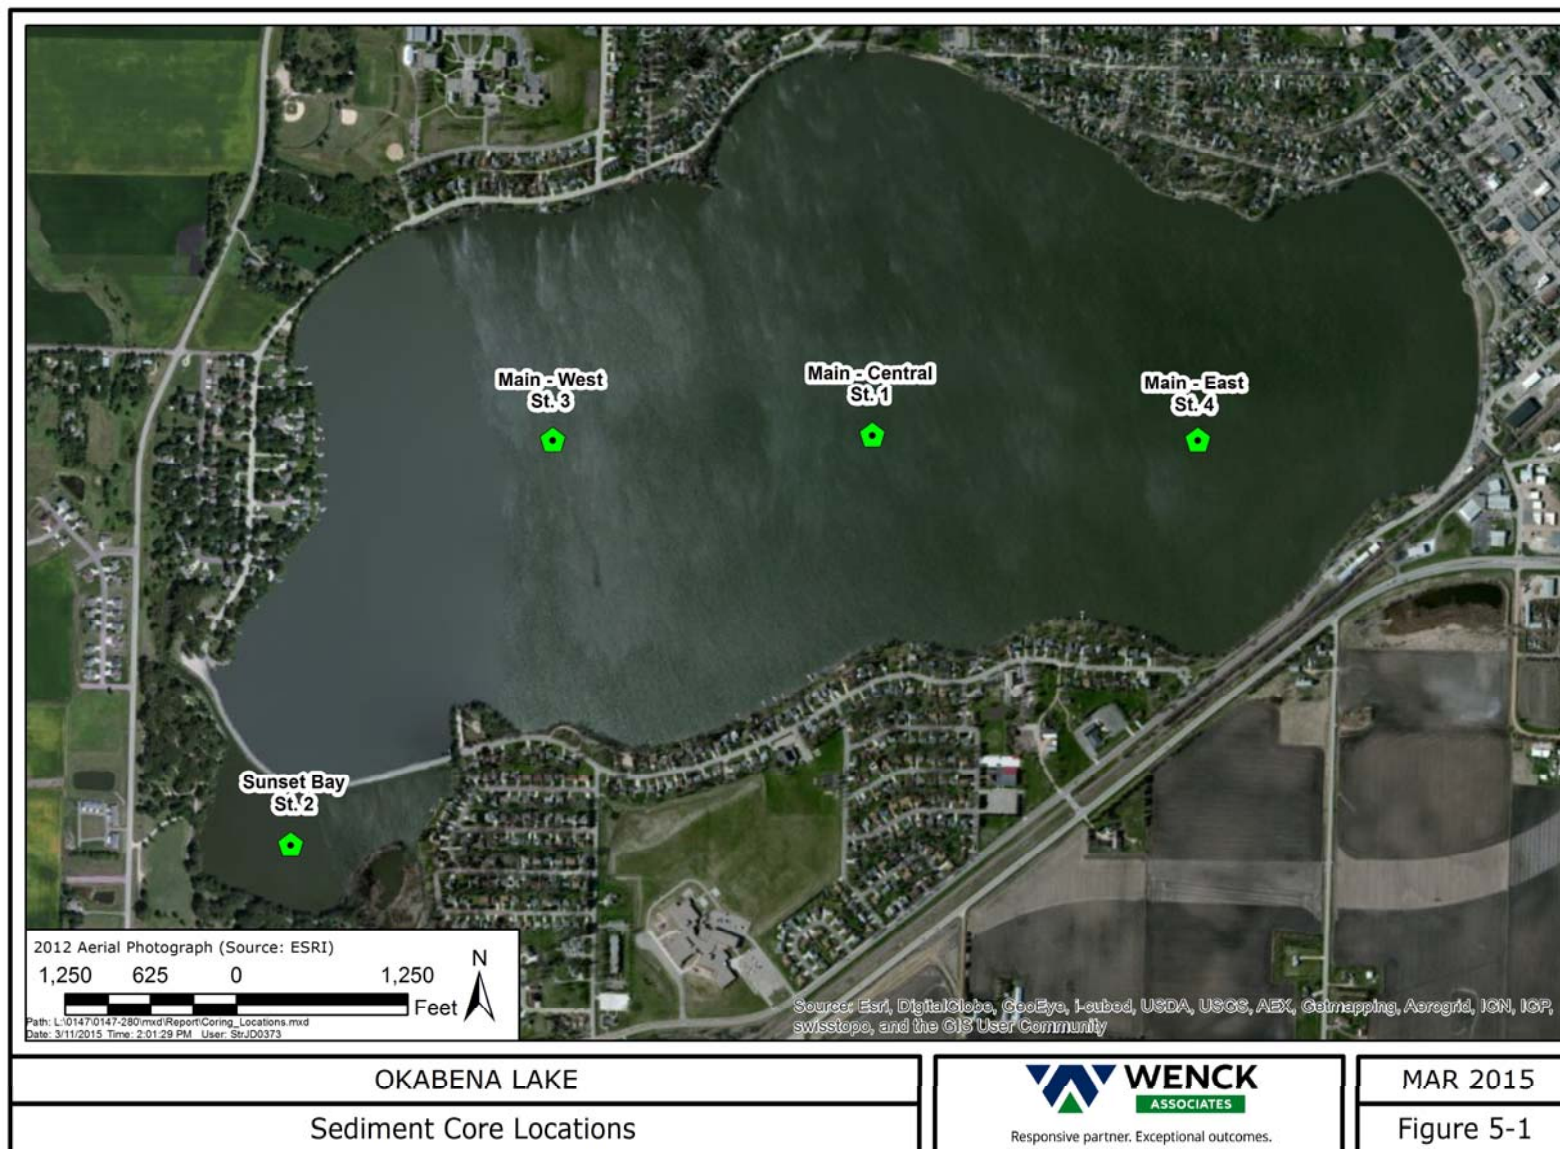 Main - West
St. 3
Main - Central
St. 1
Main - East
St. 4
Sunset Bay
St. 2
2012 Aerial Photograph (Source: ESRI)
1,250 625 0 1,250
Feet
N
Path: L:\0147\0147-280\mxd\Report\Coring_Locations.mxd
Date: 3/11/2015 Time: 2:01:29 PM User: StrJD0373
Source: Esri, DigitalGlobe, GeoEye, i-cubed, USDA, USGS, AEX, Getmapping, Aerogrid, IGN, IGP,
swisstopo, and the GIS User Community
OKABENA LAKE
Sediment Core Locations
WENCK
ASSOCIATES
Responsive partner. Exceptional outcomes.
MAR 2015
Figure 5-1